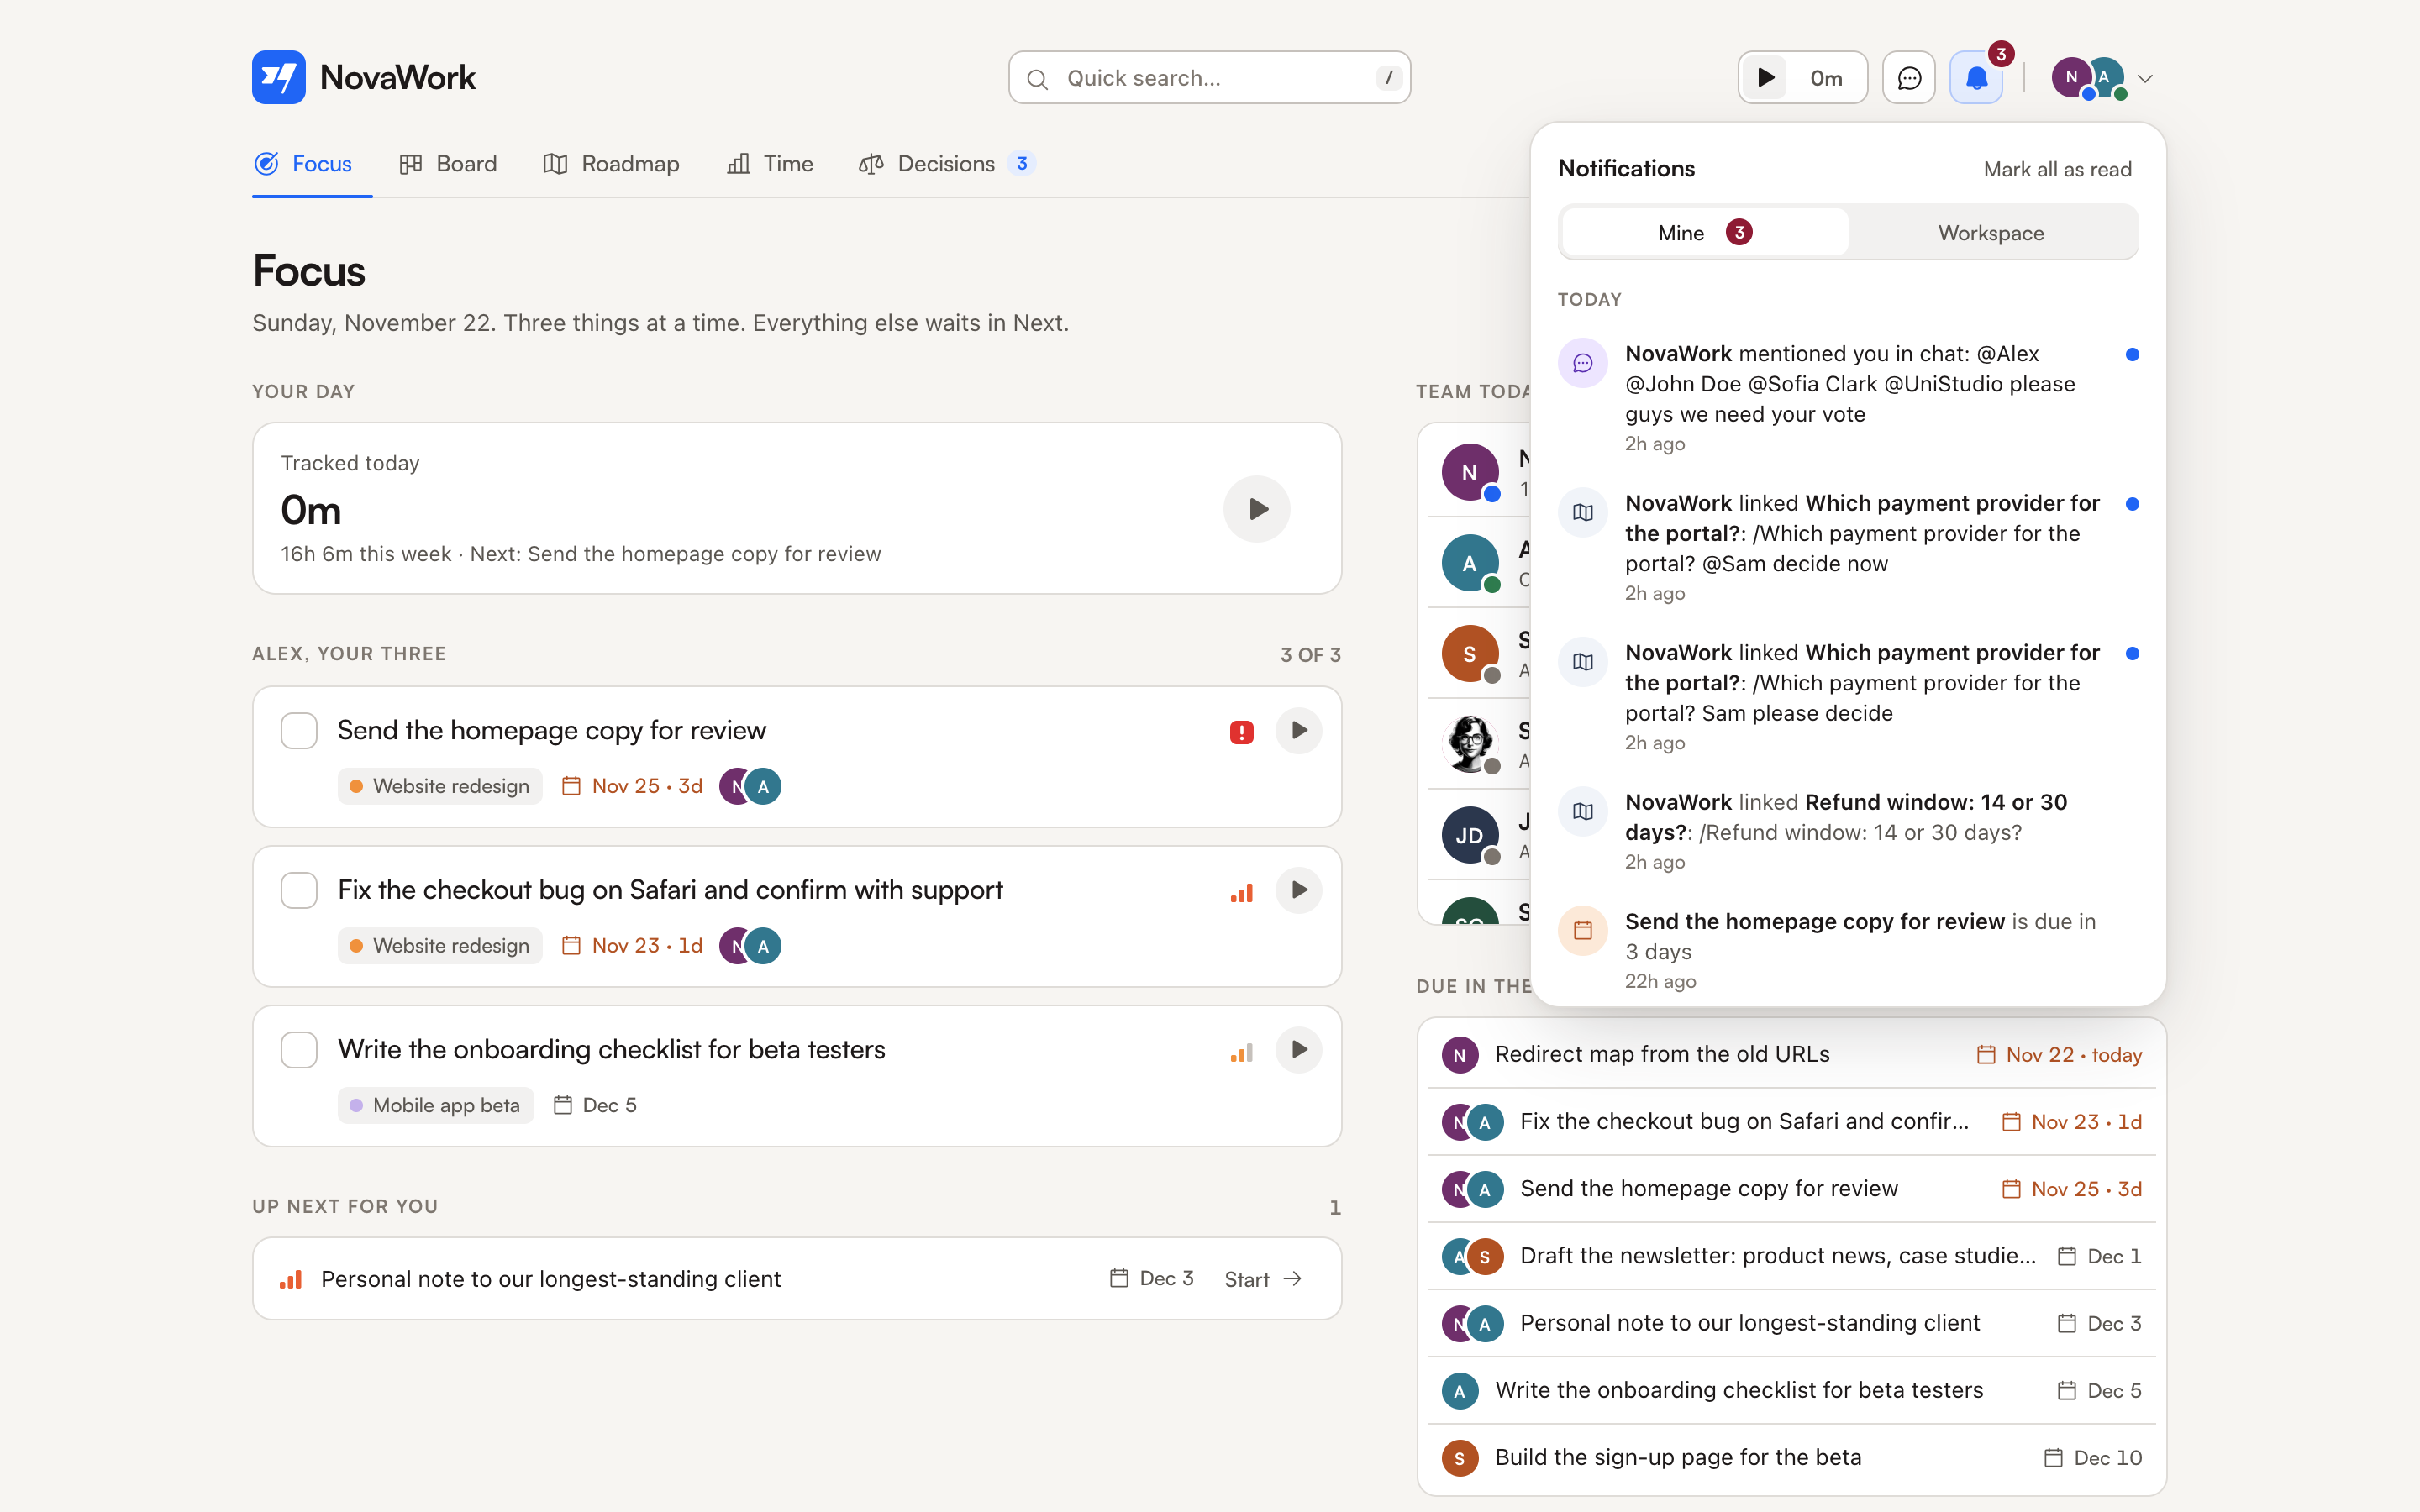 NovaWork
Quick search...
/
0m
3
N
A
Focus
Board
Roadmap
Time
Decisions 3
Focus
Sunday, November 22. Three things at a time. Everything else waits in Next.
YOUR DAY
Tracked today
0m
16h 6m this week · Next: Send the homepage copy for review
ALEX, YOUR THREE
3 OF 3
Send the homepage copy for review
Website redesign
Nov 25 · 3d
N A
Fix the checkout bug on Safari and confirm with support
Website redesign
Nov 23 · 1d
N A
Write the onboarding checklist for beta testers
Mobile app beta
Dec 5
UP NEXT FOR YOU
1
Personal note to our longest-standing client
Dec 3
Start
TEAM TODA
N
A
S
JD
Notifications
Mark all as read
Mine 3
Workspace
TODAY
NovaWork mentioned you in chat: @Alex
@John Doe @Sofia Clark @UniStudio please
guys we need your vote
2h ago
NovaWork linked Which payment provider for
the portal?: /Which payment provider for the
portal? @Sam decide now
2h ago
NovaWork linked Which payment provider for
the portal?: /Which payment provider for the
portal? Sam please decide
2h ago
NovaWork linked Refund window: 14 or 30
days?: /Refund window: 14 or 30 days?
2h ago
Send the homepage copy for review is due in
3 days
22h ago
DUE IN THE
N Redirect map from the old URLs Nov 22 · today
N A Fix the checkout bug on Safari and confir... Nov 23 · 1d
N A Send the homepage copy for review Nov 25 · 3d
A S Draft the newsletter: product news, case studie... Dec 1
N A Personal note to our longest-standing client Dec 3
A Write the onboarding checklist for beta testers Dec 5
S Build the sign-up page for the beta Dec 10